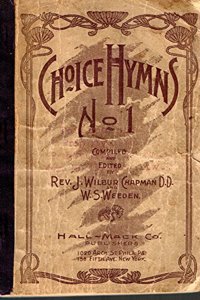 CHOICE HYMNS
No 1
COMPILED
AND
EDITED
BY
REV. J. WILBUR CHAPMAN D.D.
W. S. WEEDEN.
HALL-MACK CO.
PUBLISHERS
1020 ARCH ST. PHILA. PA.
156 FIFTH AVE. NEW YORK.